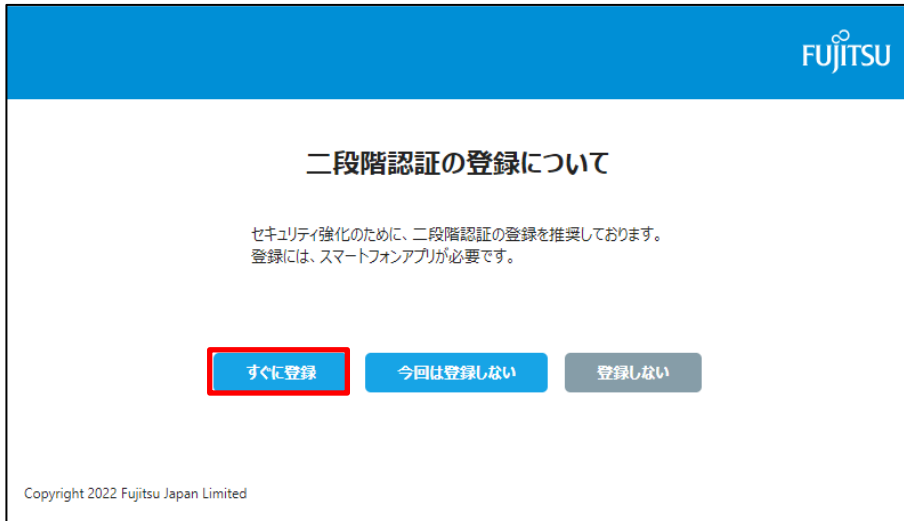 FUJITSU
二段階認証の登録について
セキュリティ強化のために、二段階認証の登録を推奨しております。
登録には、スマートフォンアプリが必要です。
すぐに登録
今回は登録しない
登録しない
Copyright 2022 Fujitsu Japan Limited